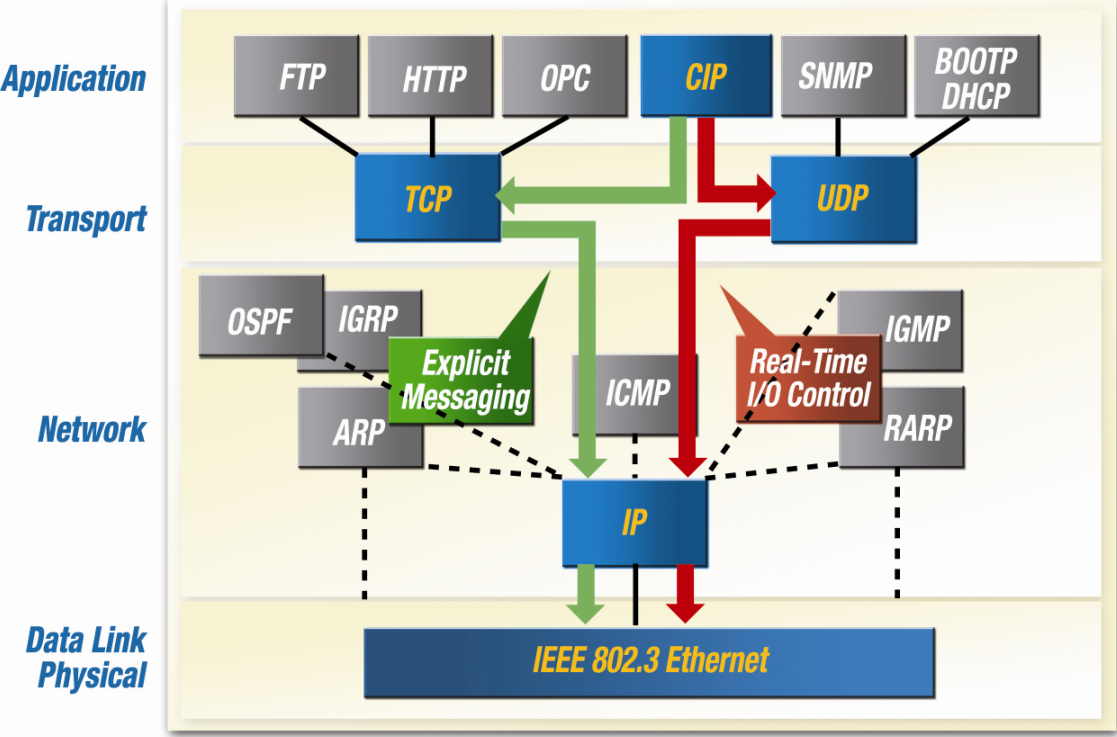 Application
FTP
HTTP
OPC
CIP
SNMP
BOOTP
DHCP
Transport
TCP
UDP
Network
OSPF
IGRP
Explicit
Messaging
ARP
ICMP
Real-Time
I/O Control
IGMP
RARP
IP
Data Link
Physical
IEEE 802.3 Ethernet